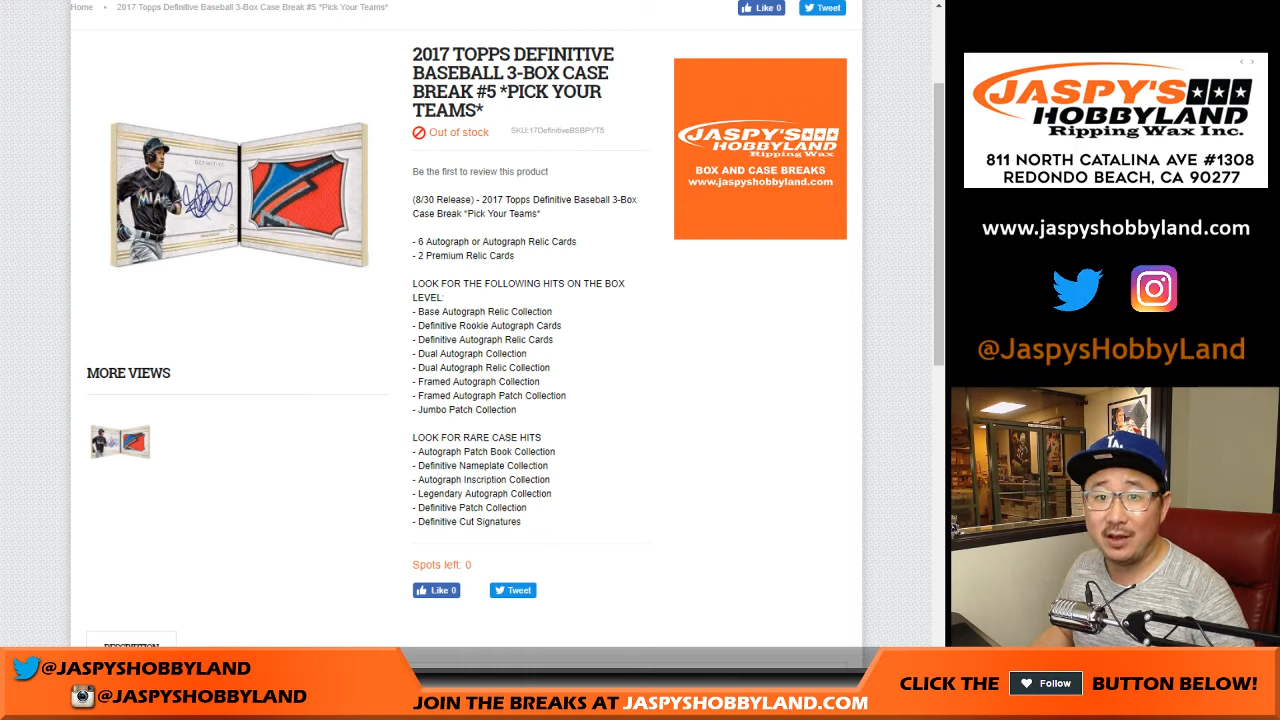 Home • 2017 Topps Definitive Baseball 3-Box Case Break #5 *Pick Your Teams*
Like 0
Tweet
2017 TOPPS DEFINITIVE
BASEBALL 3-BOX CASE
BREAK #5 *PICK YOUR
TEAMS*
Out of stock
SKU:17DefinitiveBSBPYT5
Be the first to review this product
(8/30 Release) - 2017 Topps Definitive Baseball 3-Box
Case Break *Pick Your Teams*
- 6 Autograph or Autograph Relic Cards
- 2 Premium Relic Cards
LOOK FOR THE FOLLOWING HITS ON THE BOX
LEVEL:
- Base Autograph Relic Collection
- Definitive Rookie Autograph Cards
- Definitive Autograph Relic Cards
- Dual Autograph Collection
- Dual Autograph Relic Collection
- Framed Autograph Collection
- Framed Autograph Patch Collection
- Jumbo Patch Collection
LOOK FOR RARE CASE HITS
- Autograph Patch Book Collection
- Definitive Nameplate Collection
- Autograph Inscription Collection
- Legendary Autograph Collection
- Definitive Patch Collection
- Definitive Cut Signatures
Spots left: 0
Like 0
Tweet
DEFINITIVE
MIAMI
MORE VIEWS
DESCRIPTION
JASPY'S
HOBBYLAND
Ripping Wax
BOX AND CASE BREAKS
www.jaspyshobbyland.com
JASPY'S
HOBBYLAND
Ripping Wax Inc.
811 NORTH CATALINA AVE #1308
REDONDO BEACH, CA 90277
www.jaspyshobbyland.com
@JaspysHobbyLand
LA
@JASPYSHOBBYLAND
@JASPYSHOBBYLAND
JOIN THE BREAKS AT JASPYSHOBBYLAND.COM
CLICK THE
Follow
BUTTON BELOW!